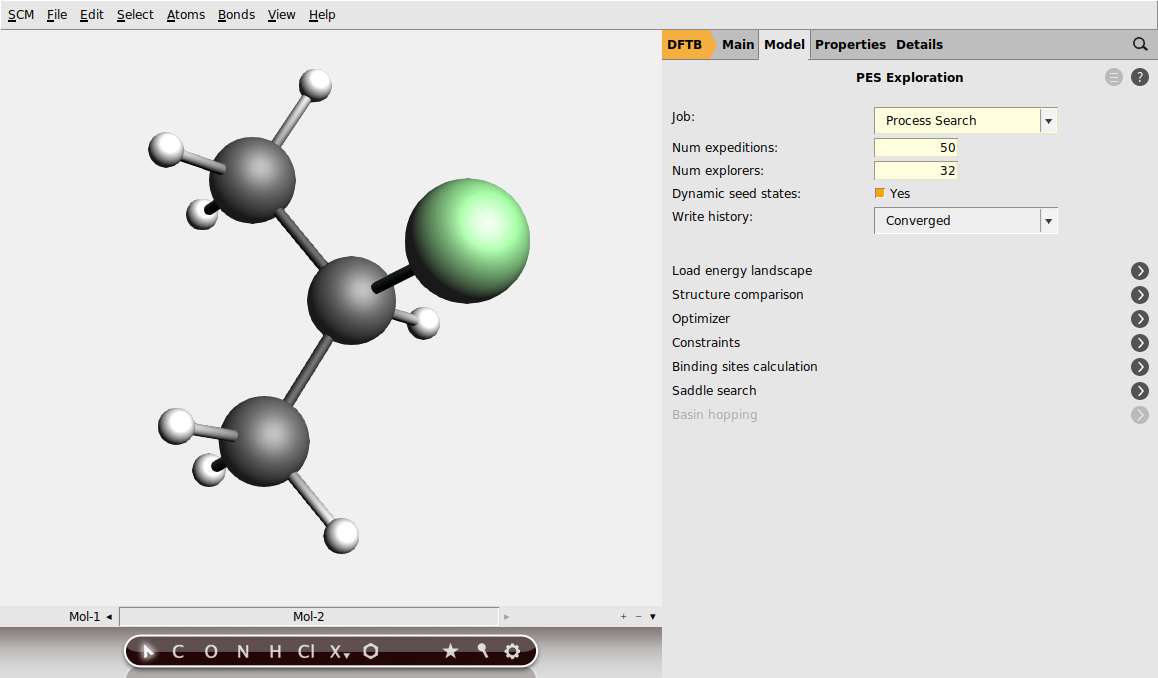 SCM File Edit Select Atoms Bonds View Help
DFTB Main Model Properties Details
PES Exploration
?
Job: Process Search
Num expeditions: 50
Num explorers: 32
Dynamic seed states: Yes
Write history: Converged
Load energy landscape
Structure comparison
Optimizer
Constraints
Binding sites calculation
Saddle search
Basin hopping
Mol-1 Mol-2 + −
C O N H Cl X